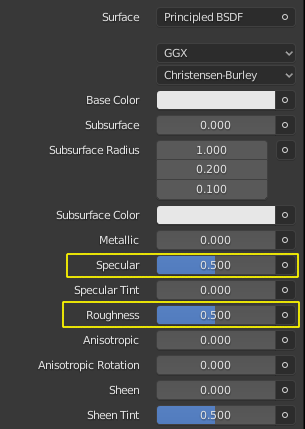 Surface Principled BSDF
GGX
Christensen-Burley
Base Color
Subsurface 0.000
Subsurface Radius 1.000
0.200
0.100
Subsurface Color
Metallic 0.000
Specular 0.500
Specular Tint 0.000
Roughness 0.500
Anisotropic 0.000
Anisotropic Rotation 0.000
Sheen 0.000
Sheen Tint 0.500